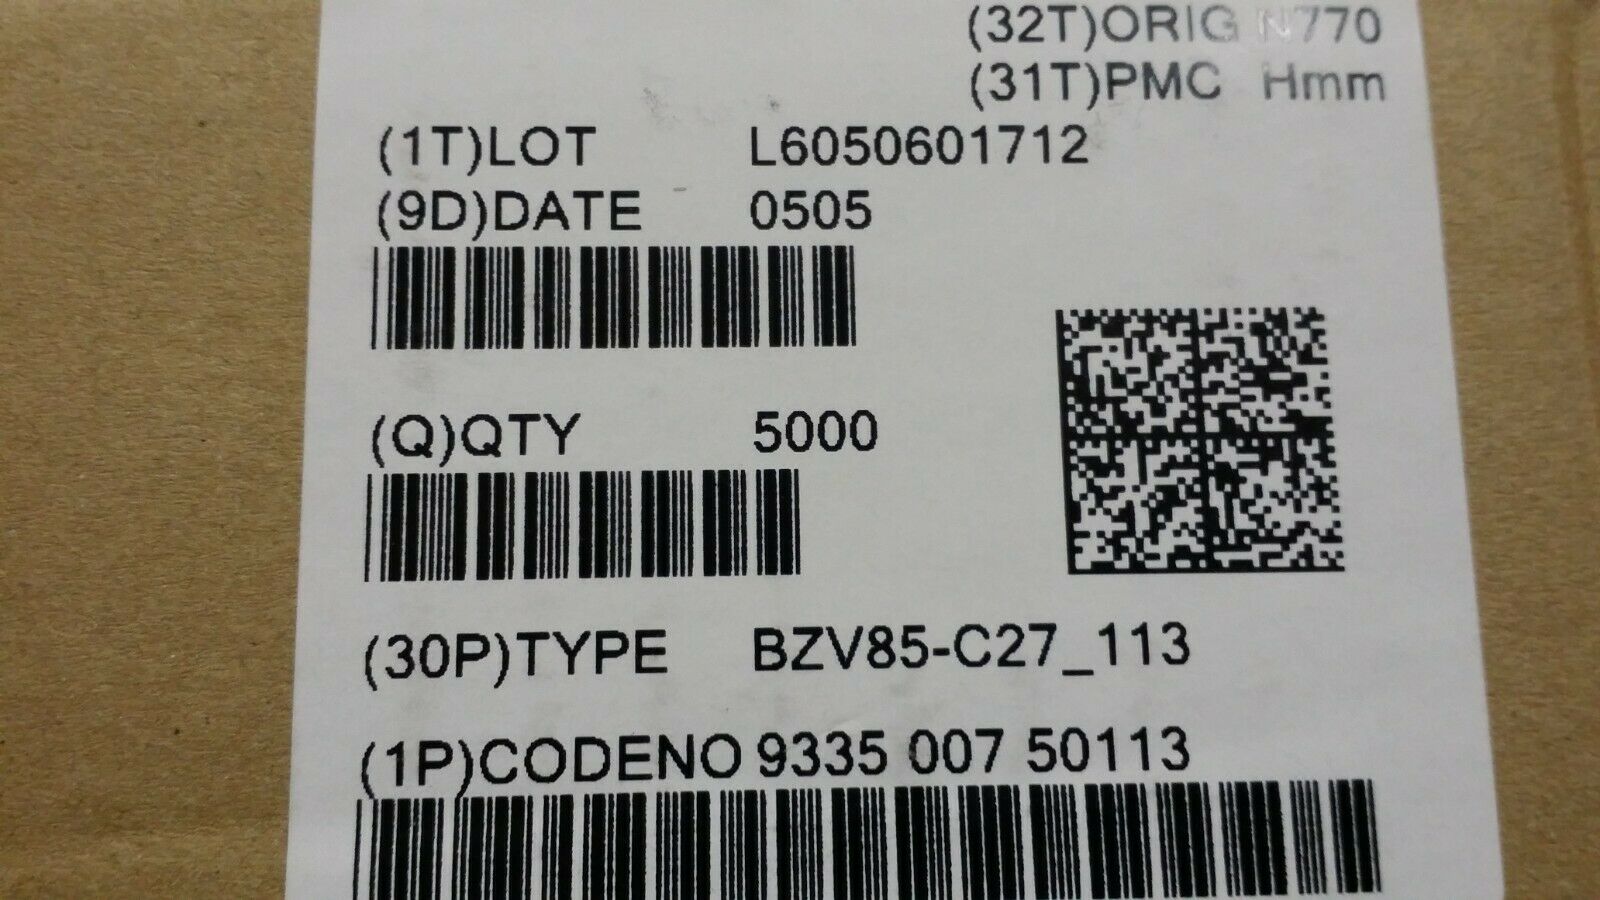 (32T)ORIG N770
(31T)PMC Hmm
(1T)LOT L6050601712
(9D)DATE 0505
(Q)QTY 5000
(30P)TYPE BZV85-C27_113
(1P)CODENO 9335 007 50113